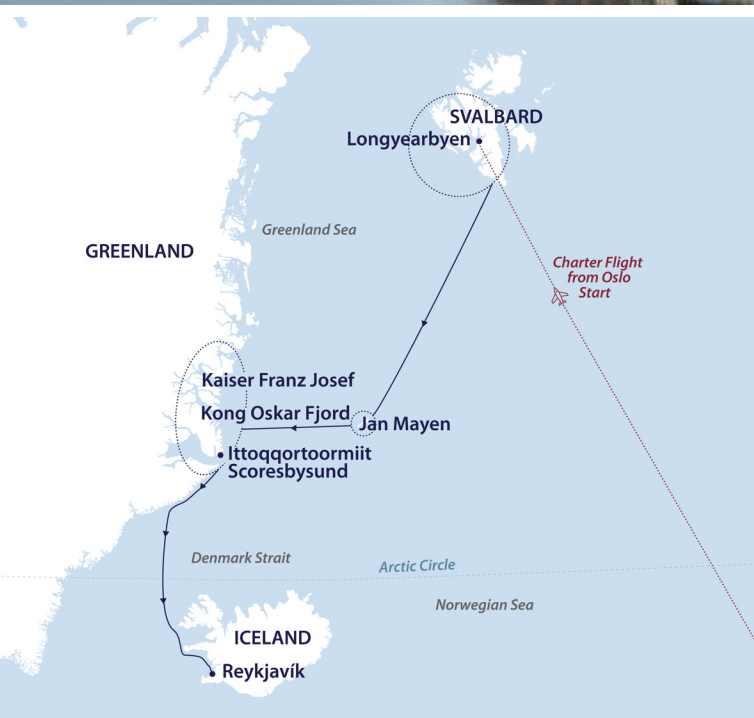 SVALBARD
Longyearbyen
Greenland Sea
GREENLAND
Charter Flight
from Oslo
Start
Kaiser Franz Josef
Kong Oskar Fjord
Jan Mayen
Ittoqqortoormiit
Scoresbysund
Denmark Strait
Arctic Circle
Norwegian Sea
ICELAND
Reykjavík